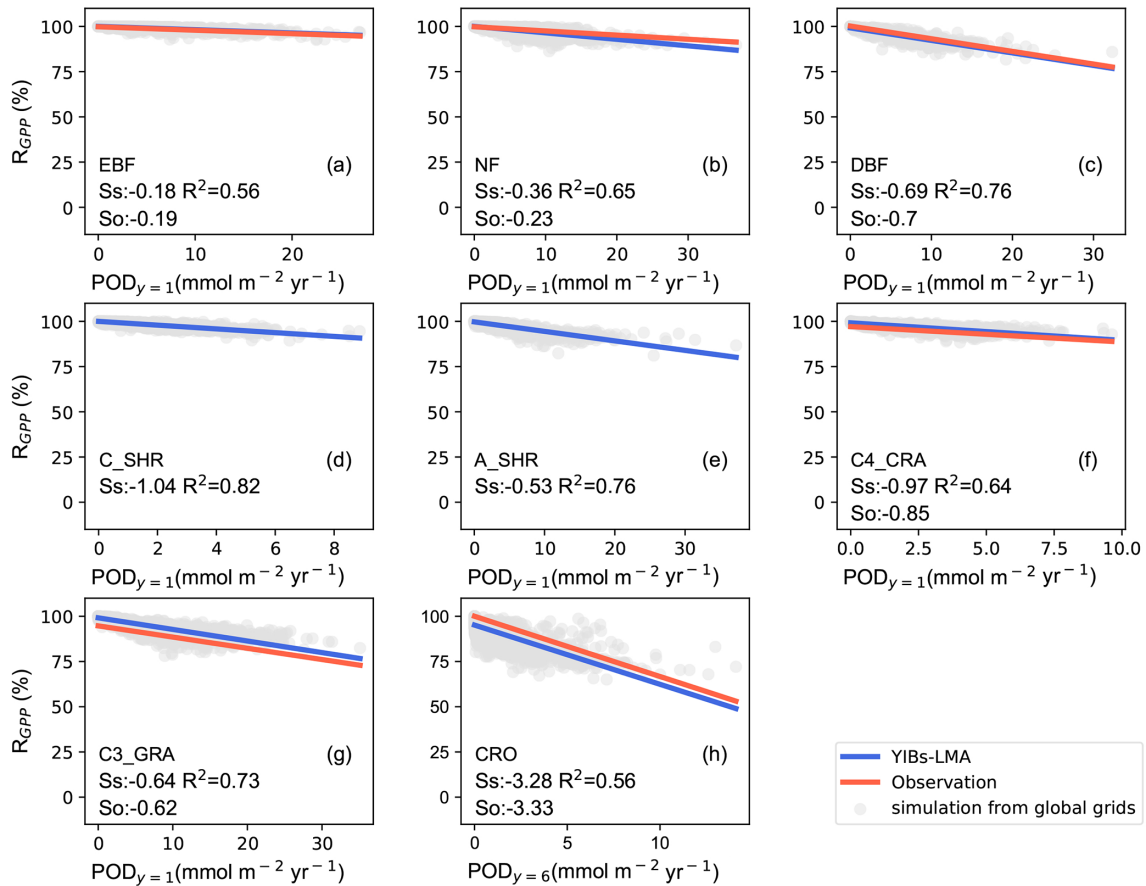 R_GPP (%)
100
75
50
25
0
EBF (a)
Ss:-0.18 R²=0.56
So:-0.19
0 10 20
POD_y=1(mmol m⁻² yr⁻¹)
100
75
50
25
0
NF (b)
Ss:-0.36 R²=0.65
So:-0.23
0 10 20 30
POD_y=1(mmol m⁻² yr⁻¹)
100
75
50
25
0
DBF (c)
Ss:-0.69 R²=0.76
So:-0.7
0 10 20 30
POD_y=1(mmol m⁻² yr⁻¹)
R_GPP (%)
100
75
50
25
0
C_SHR (d)
Ss:-1.04 R²=0.82
0 2 4 6 8
POD_y=1(mmol m⁻² yr⁻¹)
100
75
50
25
0
A_SHR (e)
Ss:-0.53 R²=0.76
0 10 20 30
POD_y=1(mmol m⁻² yr⁻¹)
100
75
50
25
0
C4_CRA (f)
Ss:-0.97 R²=0.64
So:-0.85
0.0 2.5 5.0 7.5 10.0
POD_y=1(mmol m⁻² yr⁻¹)
R_GPP (%)
100
75
50
25
0
C3_GRA (g)
Ss:-0.64 R²=0.73
So:-0.62
0 10 20 30
POD_y=1(mmol m⁻² yr⁻¹)
100
75
50
25
0
CRO (h)
Ss:-3.28 R²=0.56
So:-3.33
0 5 10
POD_y=6(mmol m⁻² yr⁻¹)
YIBs-LMA
Observation
simulation from global grids